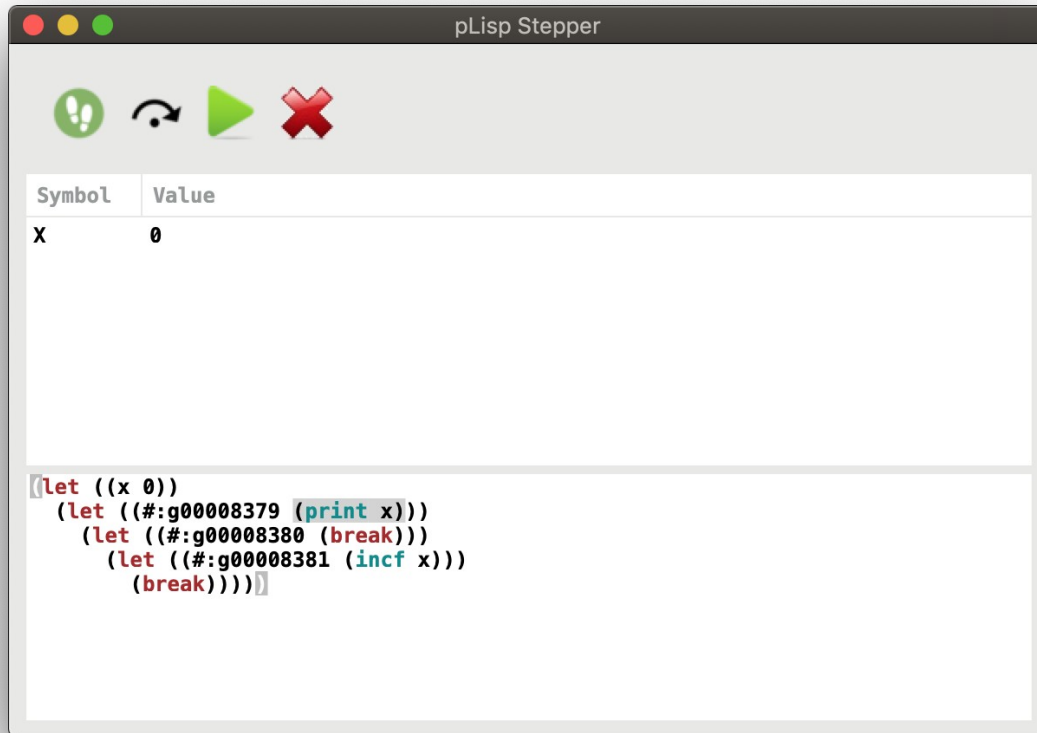 pLisp Stepper
Symbol Value
X 0
(let ((x 0))
  (let ((#:g00008379 (print x)))
    (let ((#:g00008380 (break)))
      (let ((#:g00008381 (incf x)))
        (break)))))